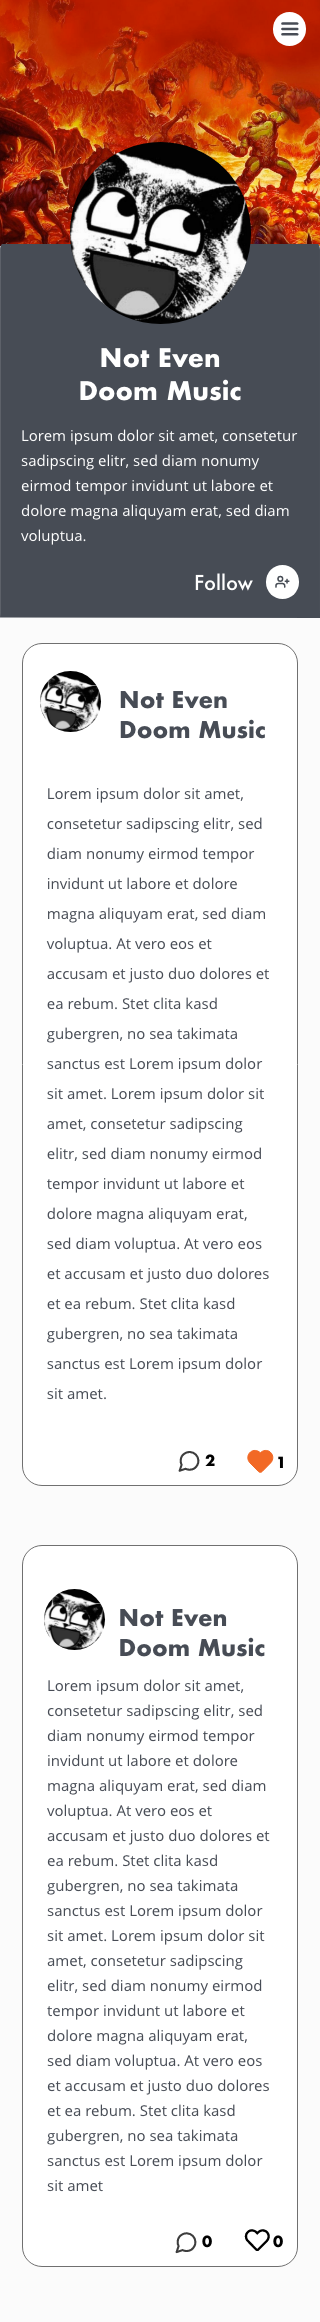 Not Even
Doom Music
Lorem ipsum dolor sit amet, consetetur
sadipscing elitr, sed diam nonumy
eirmod tempor invidunt ut labore et
dolore magna aliquyam erat, sed diam
voluptua.
Follow
Not Even
Doom Music
Lorem ipsum dolor sit amet,
consetetur sadipscing elitr, sed
diam nonumy eirmod tempor
invidunt ut labore et dolore
magna aliquyam erat, sed diam
voluptua. At vero eos et
accusam et justo duo dolores et
ea rebum. Stet clita kasd
gubergren, no sea takimata
sanctus est Lorem ipsum dolor
sit amet. Lorem ipsum dolor sit
amet, consetetur sadipscing
elitr, sed diam nonumy eirmod
tempor invidunt ut labore et
dolore magna aliquyam erat,
sed diam voluptua. At vero eos
et accusam et justo duo dolores
et ea rebum. Stet clita kasd
gubergren, no sea takimata
sanctus est Lorem ipsum dolor
sit amet.
2 1
Not Even
Doom Music
Lorem ipsum dolor sit amet,
consetetur sadipscing elitr, sed
diam nonumy eirmod tempor
invidunt ut labore et dolore
magna aliquyam erat, sed diam
voluptua. At vero eos et
accusam et justo duo dolores et
ea rebum. Stet clita kasd
gubergren, no sea takimata
sanctus est Lorem ipsum dolor
sit amet. Lorem ipsum dolor sit
amet, consetetur sadipscing
elitr, sed diam nonumy eirmod
tempor invidunt ut labore et
dolore magna aliquyam erat,
sed diam voluptua. At vero eos
et accusam et justo duo dolores
et ea rebum. Stet clita kasd
gubergren, no sea takimata
sanctus est Lorem ipsum dolor
sit amet
0 0